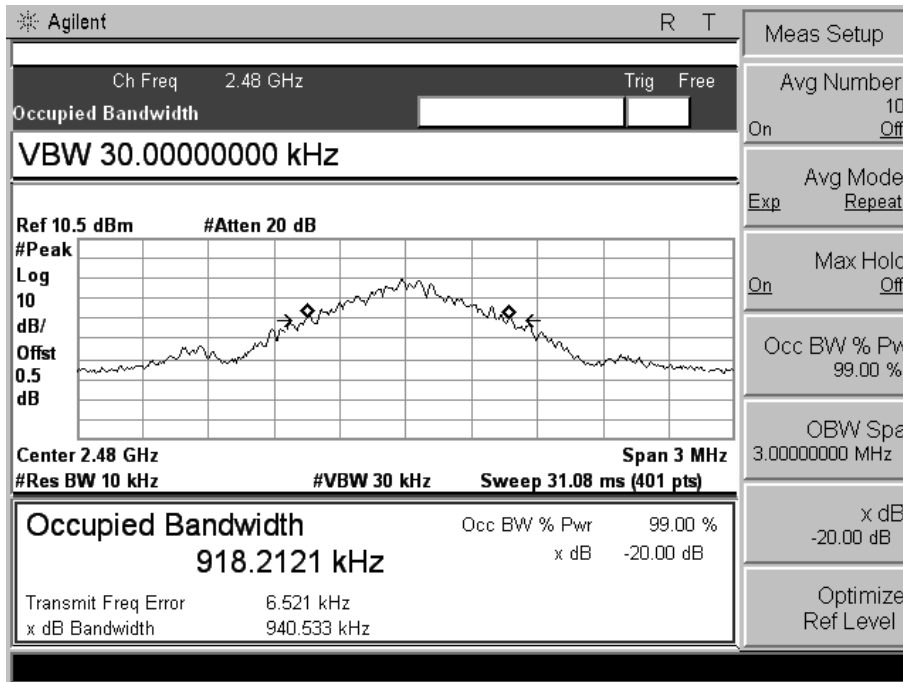 Agilent R T
Ch Freq 2.48 GHz Trig Free
Occupied Bandwidth
VBW 30.00000000 kHz
Ref 10.5 dBm #Atten 20 dB
#Peak
Log
10
dB/
Offst
0.5
dB
Center 2.48 GHz Span 3 MHz
#Res BW 10 kHz #VBW 30 kHz Sweep 31.08 ms (401 pts)
Occupied Bandwidth
918.2121 kHz
Occ BW % Pwr 99.00 %
x dB -20.00 dB
Transmit Freq Error 6.521 kHz
x dB Bandwidth 940.533 kHz
Meas Setup
Avg Number
10
On Off
Avg Mode
Exp Repeat
Max Hold
On Off
Occ BW % Pw
99.00 %
OBW Spa
3.00000000 MHz
x dB
-20.00 dB
Optimize
Ref Level